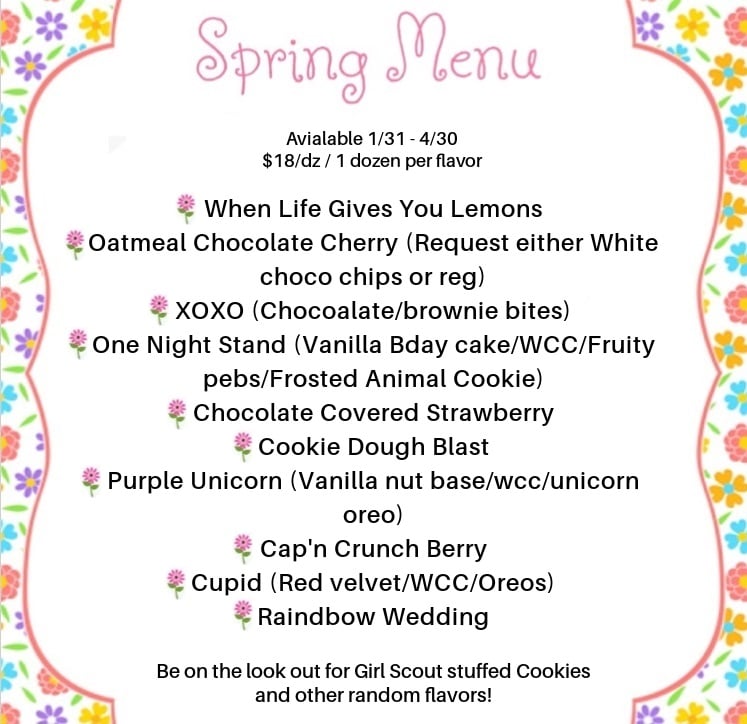 Spring Menu
Avialable 1/31 - 4/30
$18/dz / 1 dozen per flavor
When Life Gives You Lemons
Oatmeal Chocolate Cherry (Request either White
choco chips or reg)
XOXO (Chocoalate/brownie bites)
One Night Stand (Vanilla Bday cake/WCC/Fruity
pebs/Frosted Animal Cookie)
Chocolate Covered Strawberry
Cookie Dough Blast
Purple Unicorn (Vanilla nut base/wcc/unicorn
oreo)
Cap'n Crunch Berry
Cupid (Red velvet/WCC/Oreos)
Raindbow Wedding
Be on the look out for Girl Scout stuffed Cookies
and other random flavors!